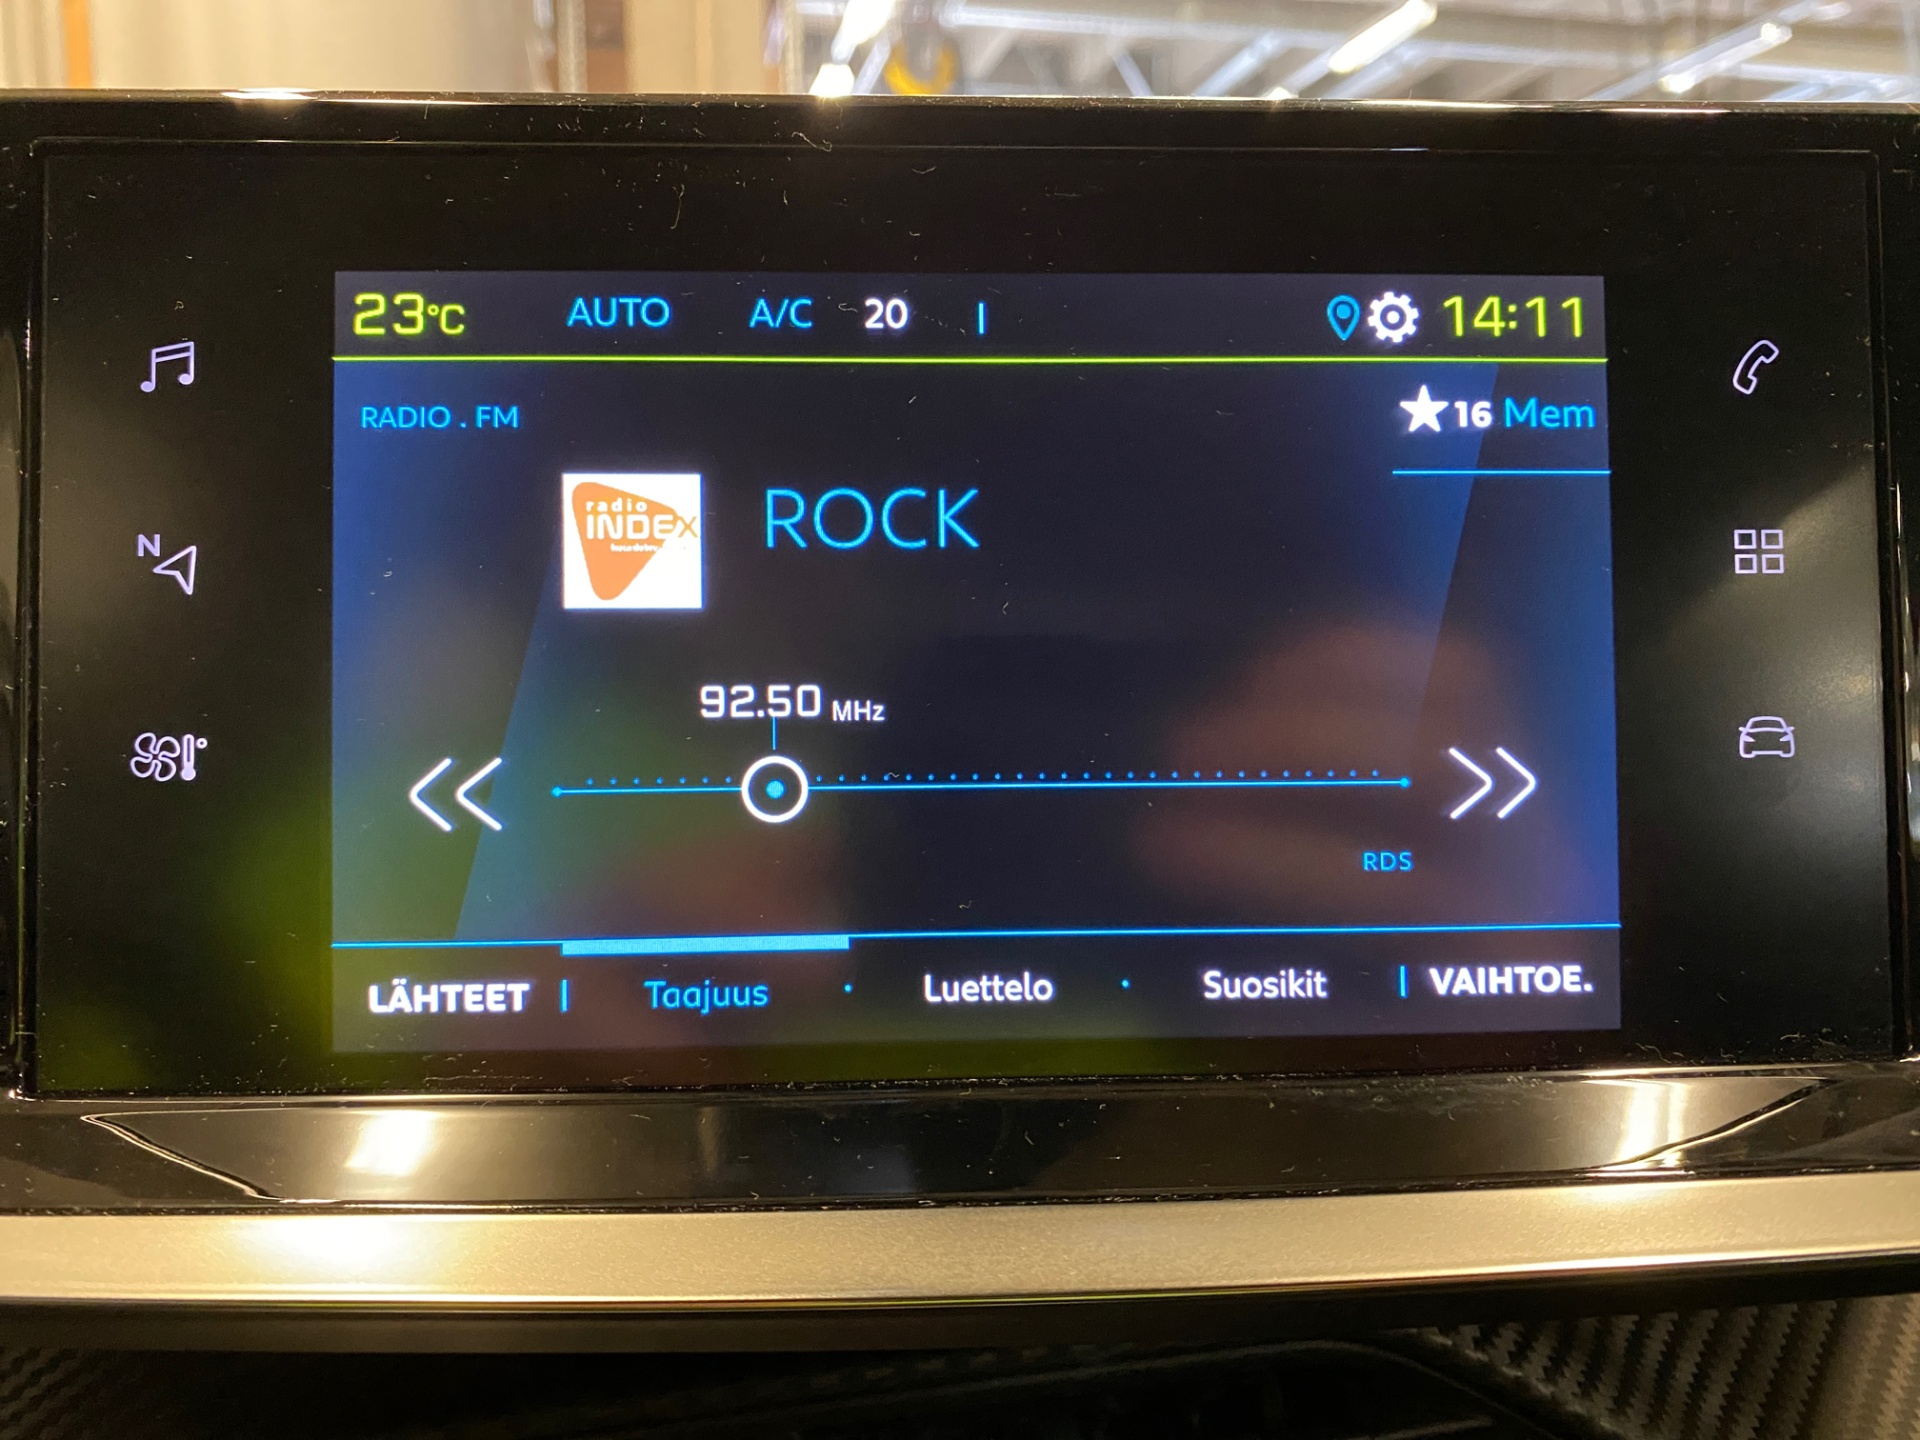 23°C AUTO A/C 20 14:11
RADIO . FM
16 Mem
radio
INDEX
ROCK
92.50 MHz
N
RDS
LÄHTEET Taajuus Luettelo Suosikit VAIHTOE.